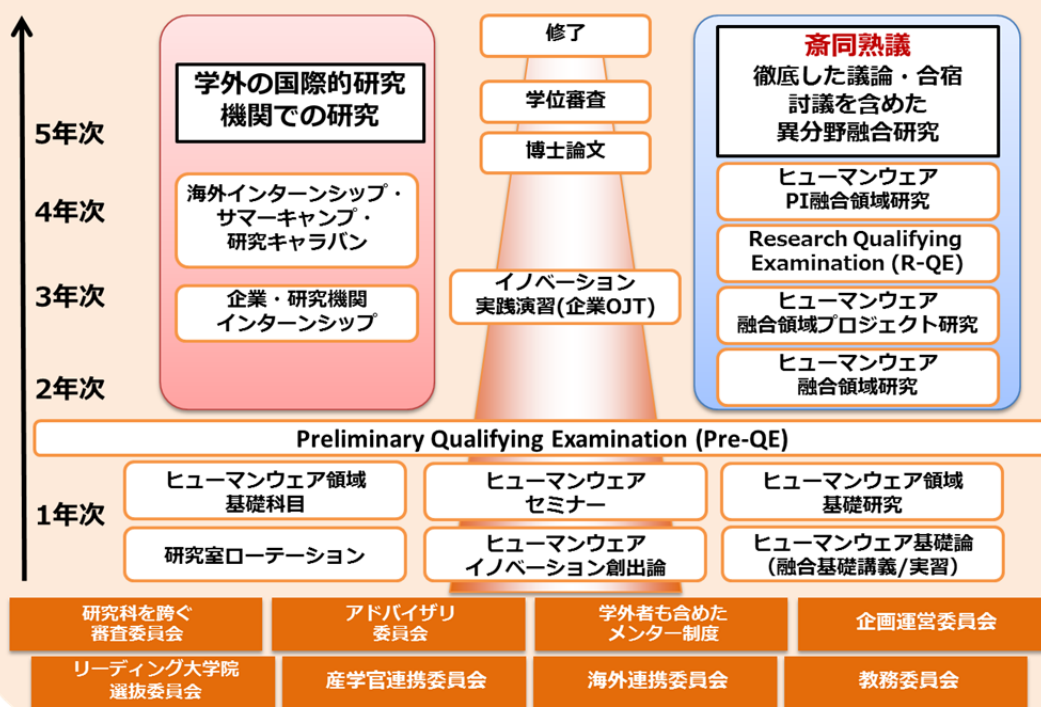 修了
斎同熟議
徹底した議論・合宿
討議を含めた
異分野融合研究
学外の国際的研究
機関での研究
学位審査
5年次
博士論文
海外インターンシップ・
サマーキャンプ・
研究キャラバン
ヒューマンウェア
PI融合領域研究
4年次
Research Qualifying
Examination (R-QE)
3年次
企業・研究機関
インターンシップ
イノベーション
実践演習(企業OJT)
ヒューマンウェア
融合領域プロジェクト研究
2年次
ヒューマンウェア
融合領域研究
Preliminary Qualifying Examination (Pre-QE)
1年次
ヒューマンウェア領域
基礎科目
ヒューマンウェア
セミナー
ヒューマンウェア領域
基礎研究
研究室ローテーション
ヒューマンウェア
イノベーション創出論
ヒューマンウェア基礎論
(融合基礎講義/実習)
研究科を跨ぐ
審査委員会
アドバイザリ
委員会
学外者も含めた
メンター制度
企画運営委員会
リーディング大学院
選抜委員会
産学官連携委員会
海外連携委員会
教務委員会